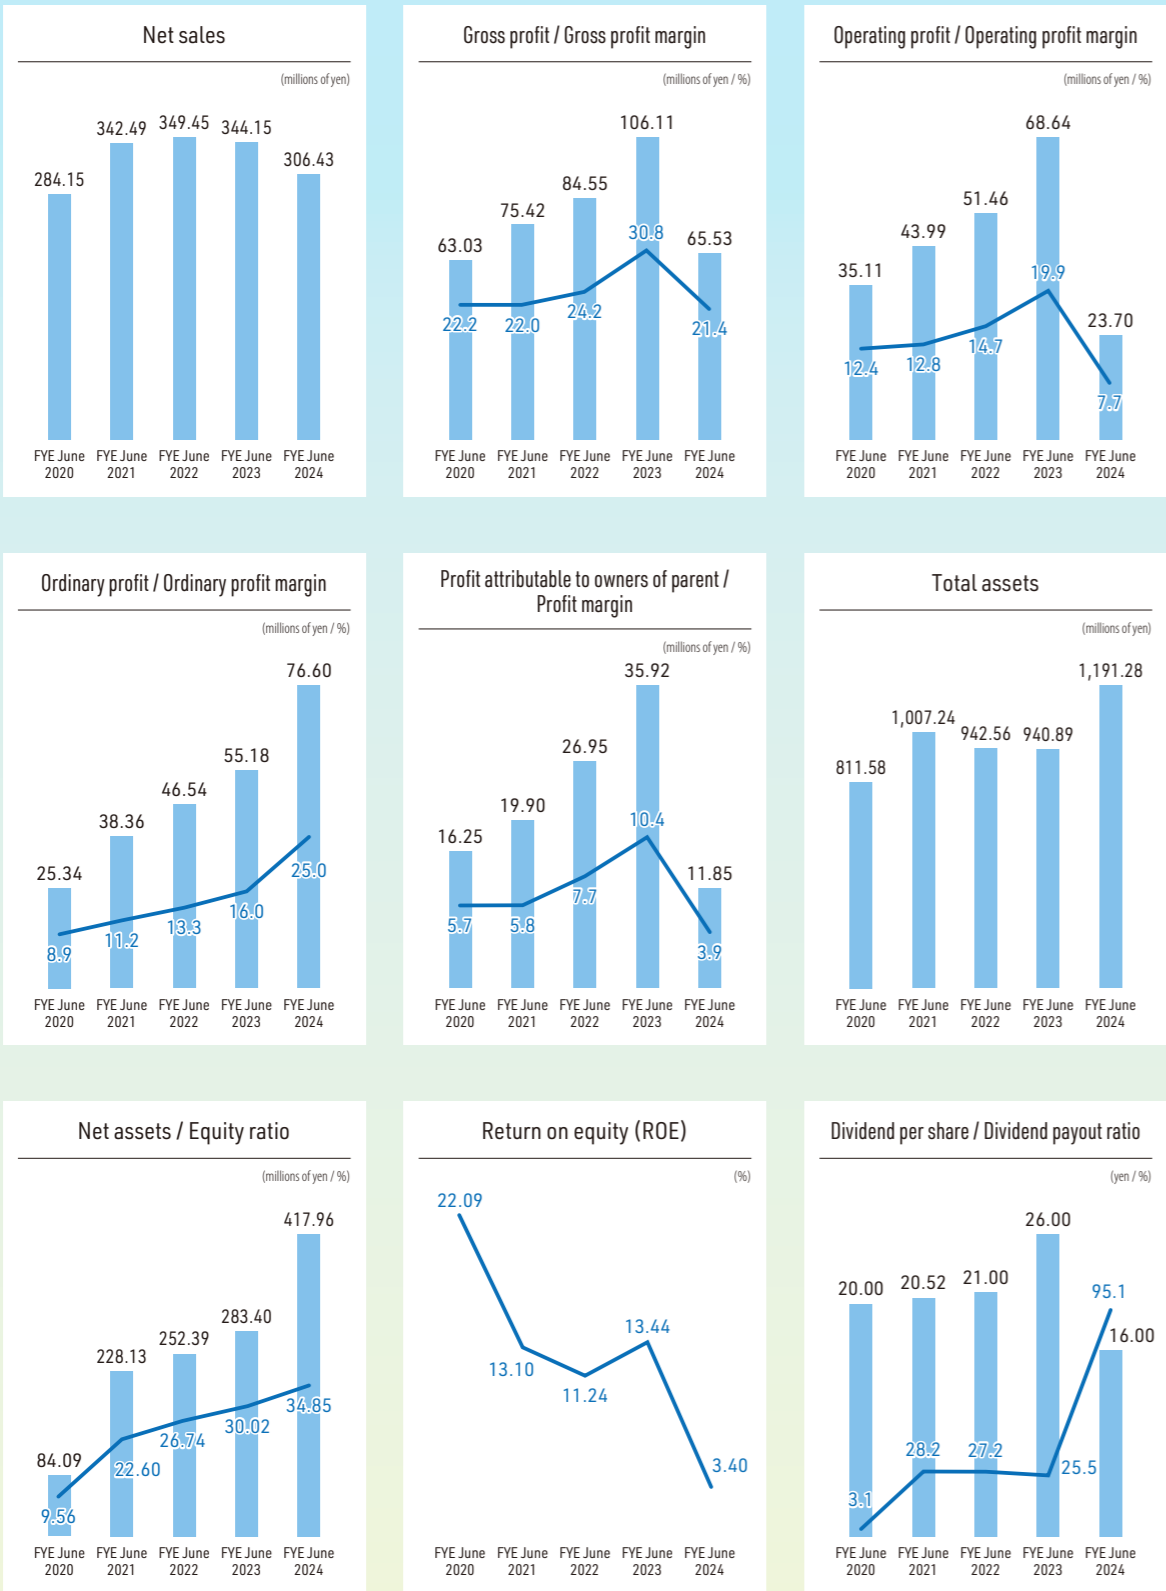 Net sales
(millions of yen)
284.15
342.49
349.45
344.15
306.43
FYE June FYE June FYE June FYE June FYE June
2020 2021 2022 2023 2024
Gross profit / Gross profit margin
(millions of yen / %)
63.03
75.42
84.55
106.11
65.53
22.2
22.0
24.2
30.8
21.4
FYE June FYE June FYE June FYE June FYE June
2020 2021 2022 2023 2024
Operating profit / Operating profit margin
(millions of yen / %)
35.11
43.99
51.46
68.64
23.70
12.4
12.8
14.7
19.9
7.7
FYE June FYE June FYE June FYE June FYE June
2020 2021 2022 2023 2024
Ordinary profit / Ordinary profit margin
(millions of yen / %)
25.34
38.36
46.54
55.18
76.60
8.9
11.2
13.3
16.0
25.0
FYE June FYE June FYE June FYE June FYE June
2020 2021 2022 2023 2024
Profit attributable to owners of parent /
Profit margin
(millions of yen / %)
16.25
19.90
26.95
35.92
11.85
5.7
5.8
7.7
10.4
3.9
FYE June FYE June FYE June FYE June FYE June
2020 2021 2022 2023 2024
Total assets
(millions of yen)
811.58
1,007.24
942.56
940.89
1,191.28
FYE June FYE June FYE June FYE June FYE June
2020 2021 2022 2023 2024
Net assets / Equity ratio
(millions of yen / %)
84.09
228.13
252.39
283.40
417.96
9.56
22.60
26.74
30.02
34.85
FYE June FYE June FYE June FYE June FYE June
2020 2021 2022 2023 2024
Return on equity (ROE)
(%)
22.09
13.10
11.24
13.44
3.40
FYE June FYE June FYE June FYE June FYE June
2020 2021 2022 2023 2024
Dividend per share / Dividend payout ratio
(yen / %)
20.00
20.52
21.00
26.00
16.00
3.1
28.2
27.2
25.5
95.1
FYE June FYE June FYE June FYE June FYE June
2020 2021 2022 2023 2024